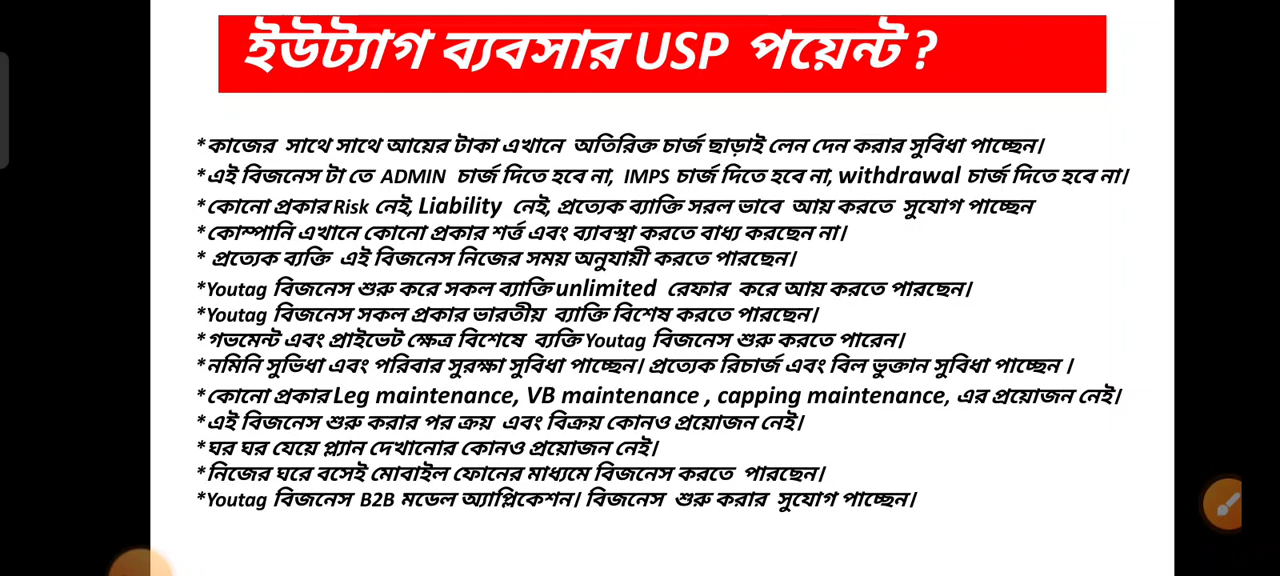 ইউট্যাগ ব্যবসার USP পয়েন্ট ?
*কাজের সাথে সাথে আয়ের টাকা এখানে অতিরিক্ত চার্জ ছাড়াই লেন দেন করার সুবিধা পাচ্ছেন।
*এই বিজনেস টা তে ADMIN চার্জ দিতে হবে না, IMPS চার্জ দিতে হবে না, withdrawal চার্জ দিতে হবে না।
*কোনো প্রকার Risk নেই, Liability নেই, প্রত্যেক ব্যাক্তি সরল ভাবে আয় করতে সুযোগ পাচ্ছেন
*কোম্পানি এখানে কোনো প্রকার শর্ত্ত এবং ব্যাবস্থা করতে বাধ্য করছেন না।
* প্রত্যেক ব্যক্তি এই বিজনেস নিজের সময় অনুযায়ী করতে পারছেন।
*Youtag বিজনেস শুরু করে সকল ব্যাক্তি unlimited রেফার করে আয় করতে পারছেন।
*Youtag বিজনেস সকল প্রকার ভারতীয় ব্যাক্তি বিশেষ করতে পারছেন।
*গভমেন্ট এবং প্রাইভেট ক্ষেত্র বিশেষে ব্যক্তি Youtag বিজনেস শুরু করতে পারেন।
*নমিনি সুভিধা এবং পরিবার সুরক্ষা সুবিধা পাচ্ছেন। প্রত্যেক রিচার্জ এবং বিল ভুক্তান সুবিধা পাচ্ছেন ।
*কোনো প্রকার Leg maintenance, VB maintenance , capping maintenance, এর প্রয়োজন নেই।
*এই বিজনেস শুরু করার পর ক্রয় এবং বিক্রয় কোনও প্রয়োজন নেই।
*ঘর ঘর যেয়ে প্ল্যান দেখানোর কোনও প্রয়োজন নেই।
*নিজের ঘরে বসেই মোবাইল ফোনের মাধ্যমে বিজনেস করতে পারছেন।
*Youtag বিজনেস B2B মডেল অ্যাপ্লিকেশন। বিজনেস শুরু করার সুযোগ পাচ্ছেন।